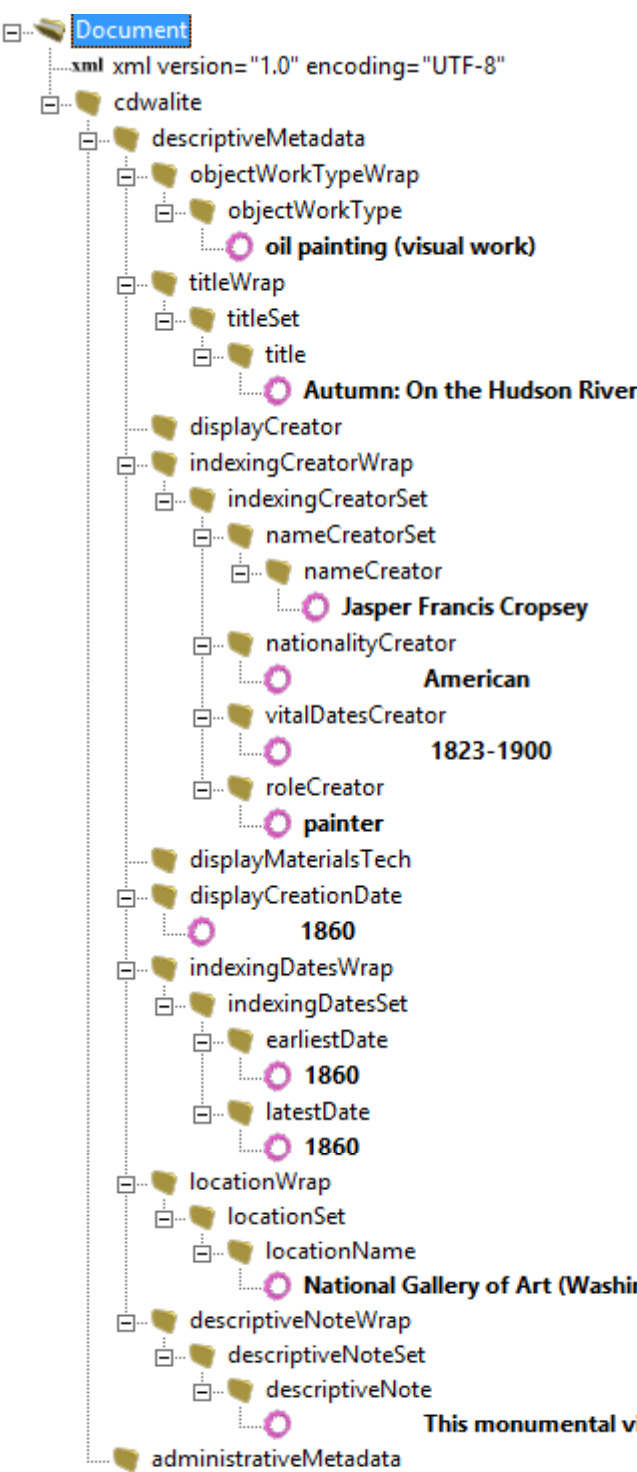 Document
xml xml version="1.0" encoding="UTF-8"
cdwalite
descriptiveMetadata
objectWorkTypeWrap
objectWorkType
oil painting (visual work)
titleWrap
titleSet
title
Autumn: On the Hudson River
displayCreator
indexingCreatorWrap
indexingCreatorSet
nameCreatorSet
nameCreator
Jasper Francis Cropsey
nationalityCreator
American
vitalDatesCreator
1823-1900
roleCreator
painter
displayMaterialsTech
displayCreationDate
1860
indexingDatesWrap
indexingDatesSet
earliestDate
1860
latestDate
1860
locationWrap
locationSet
locationName
National Gallery of Art
descriptiveNoteWrap
descriptiveNoteSet
descriptiveNote
This monumental
administrativeMetadata